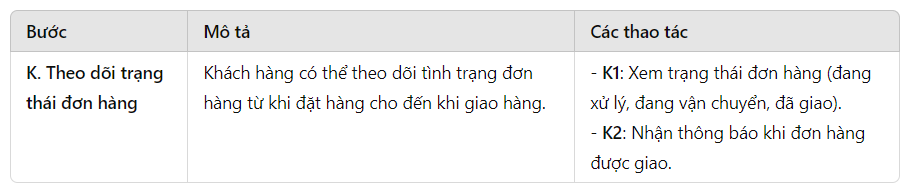 Bước Mô tả Các thao tác
K. Theo dõi trạng
thái đơn hàng
Khách hàng có thể theo dõi tình trạng đơn
hàng từ khi đặt hàng cho đến khi giao hàng.
- K1: Xem trạng thái đơn hàng (đang
xử lý, đang vận chuyển, đã giao).
- K2: Nhận thông báo khi đơn hàng
được giao.